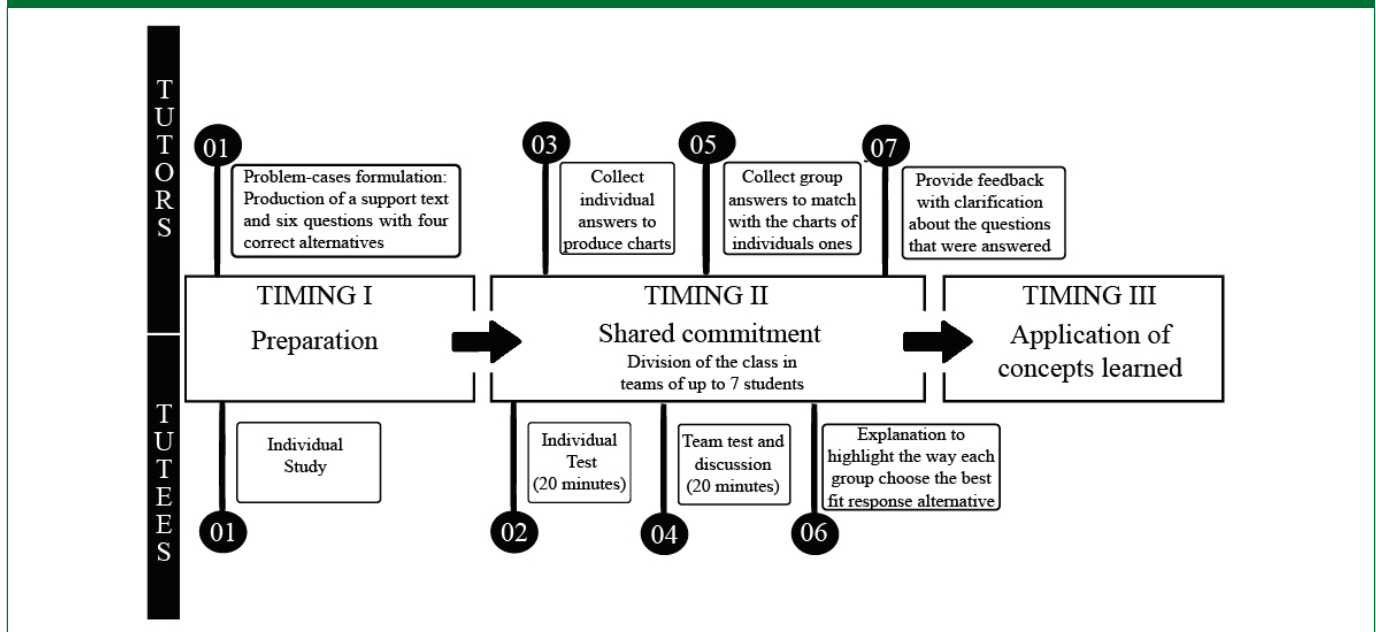 TUTORS
01
Problem-cases formulation:
Production of a support text
and six questions with four
correct alternatives
03
Collect
individual
answers to
produce charts
05
Collect group
answers to match
with the charts of
individuals ones
07
Provide feedback
with clarification
about the questions
that were answered
TIMING I
Preparation
TIMING II
Shared commitment
Division of the class in
teams of up to 7 students
TIMING III
Application of
concepts learned
TUTEES
Individual
Study
01
Individual
Test
(20 minutes)
02
Team test and
discussion
(20 minutes)
04
Explanation to
highlight the way each
group choose the best
fit response alternative
06